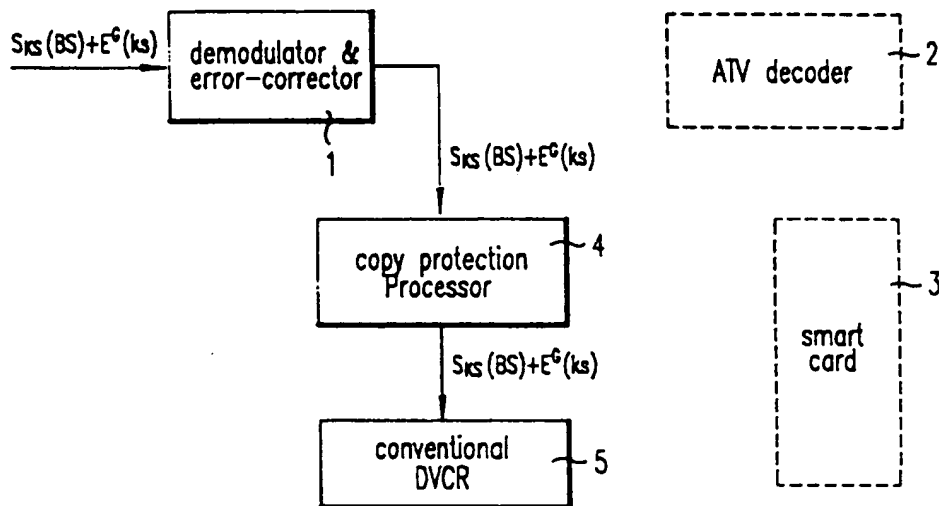 S_KS(BS)+E^G(ks)
demodulator &
error-corrector
1
ATV decoder
2
S_KS(BS)+E^G(ks)
copy protection
Processor
4
3
smart
card
S_KS(BS)+E^G(ks)
conventional
DVCR
5